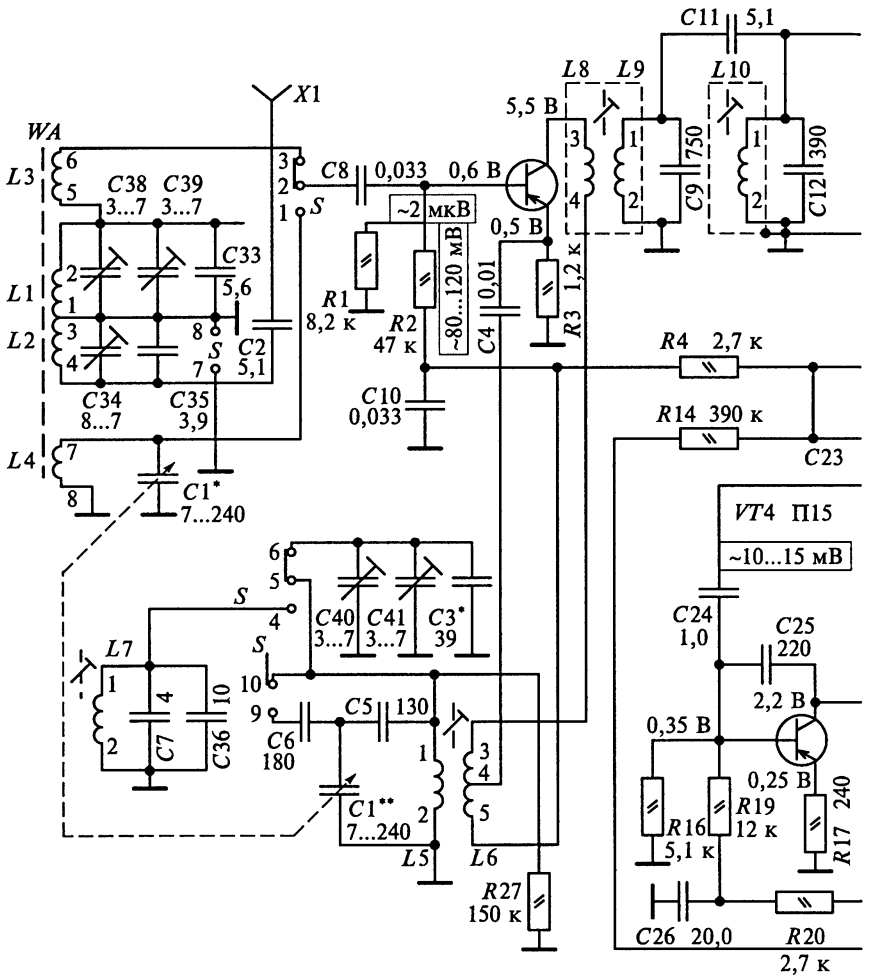 C11 5,1
L8 L9 L10
X1
5,5 В
WA
3 1 1
6
L3
3
C8 0,033 0,6 В
750
390
5
C38 C39
2
4 2 2
C9
C12
3...7 3...7
1 S
~2 мкВ
0,5 В
2
C33
0,01
1,2 к
L1
5,6
R1
~80...120 мВ
1
8,2 к
R2
C4
R3
L2
3
8
C2
47 к
R4 2,7 к
4
S
5,1
7
C10
C34 C35
0,033
R14 390 к
8...7 3,9
L4
7
C23
8
C1*
7...240
VT4 П15
6
~10...15 мВ
5
S
4
C40 C41 C3*
C24
3...7 3...7 39
1,0
C25
220
L7
S
1
4
10
10
2,2 В
9
C5 130
0,35 В
2
C7
C36
C6
180
1
3
4
0,25 В
C1**
2
5
R16
R19
240
7...240
5,1 к
12 к
R17
L5 L6
R27
150 к
C26 20,0 R20
2,7 к